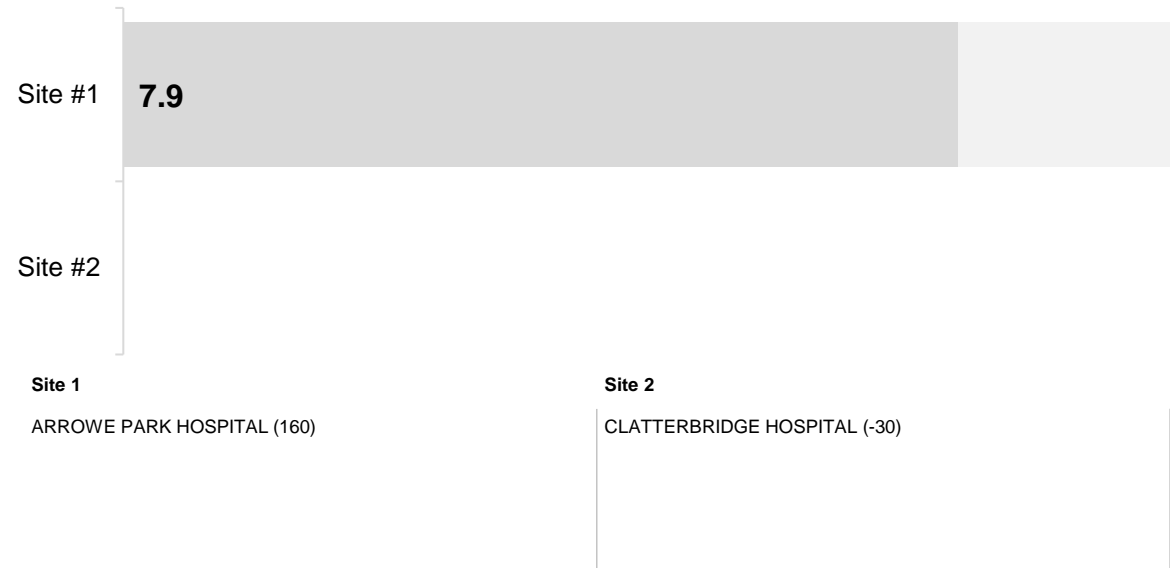 Site #1
7.9
Site #2
Site 1
Site 2
ARROWE PARK HOSPITAL (160)
CLATTERBRIDGE HOSPITAL (-30)